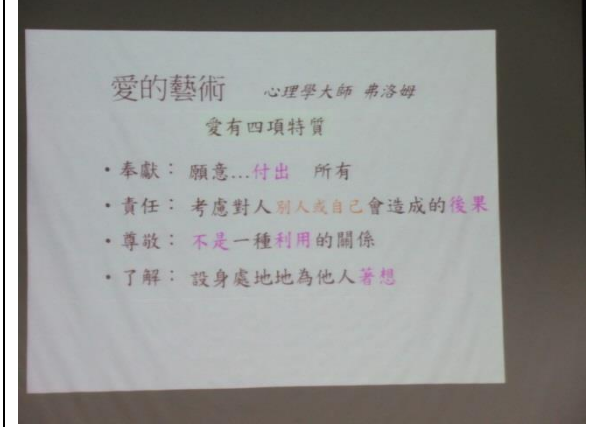 愛的藝術 心理學大師 弗洛姆
愛有四項特質
・奉獻：願意...付出 所有
・責任：考慮對人別人或自己會造成的後果
・尊敬：不是一種利用的關係
・了解：設身處地地為他人著想